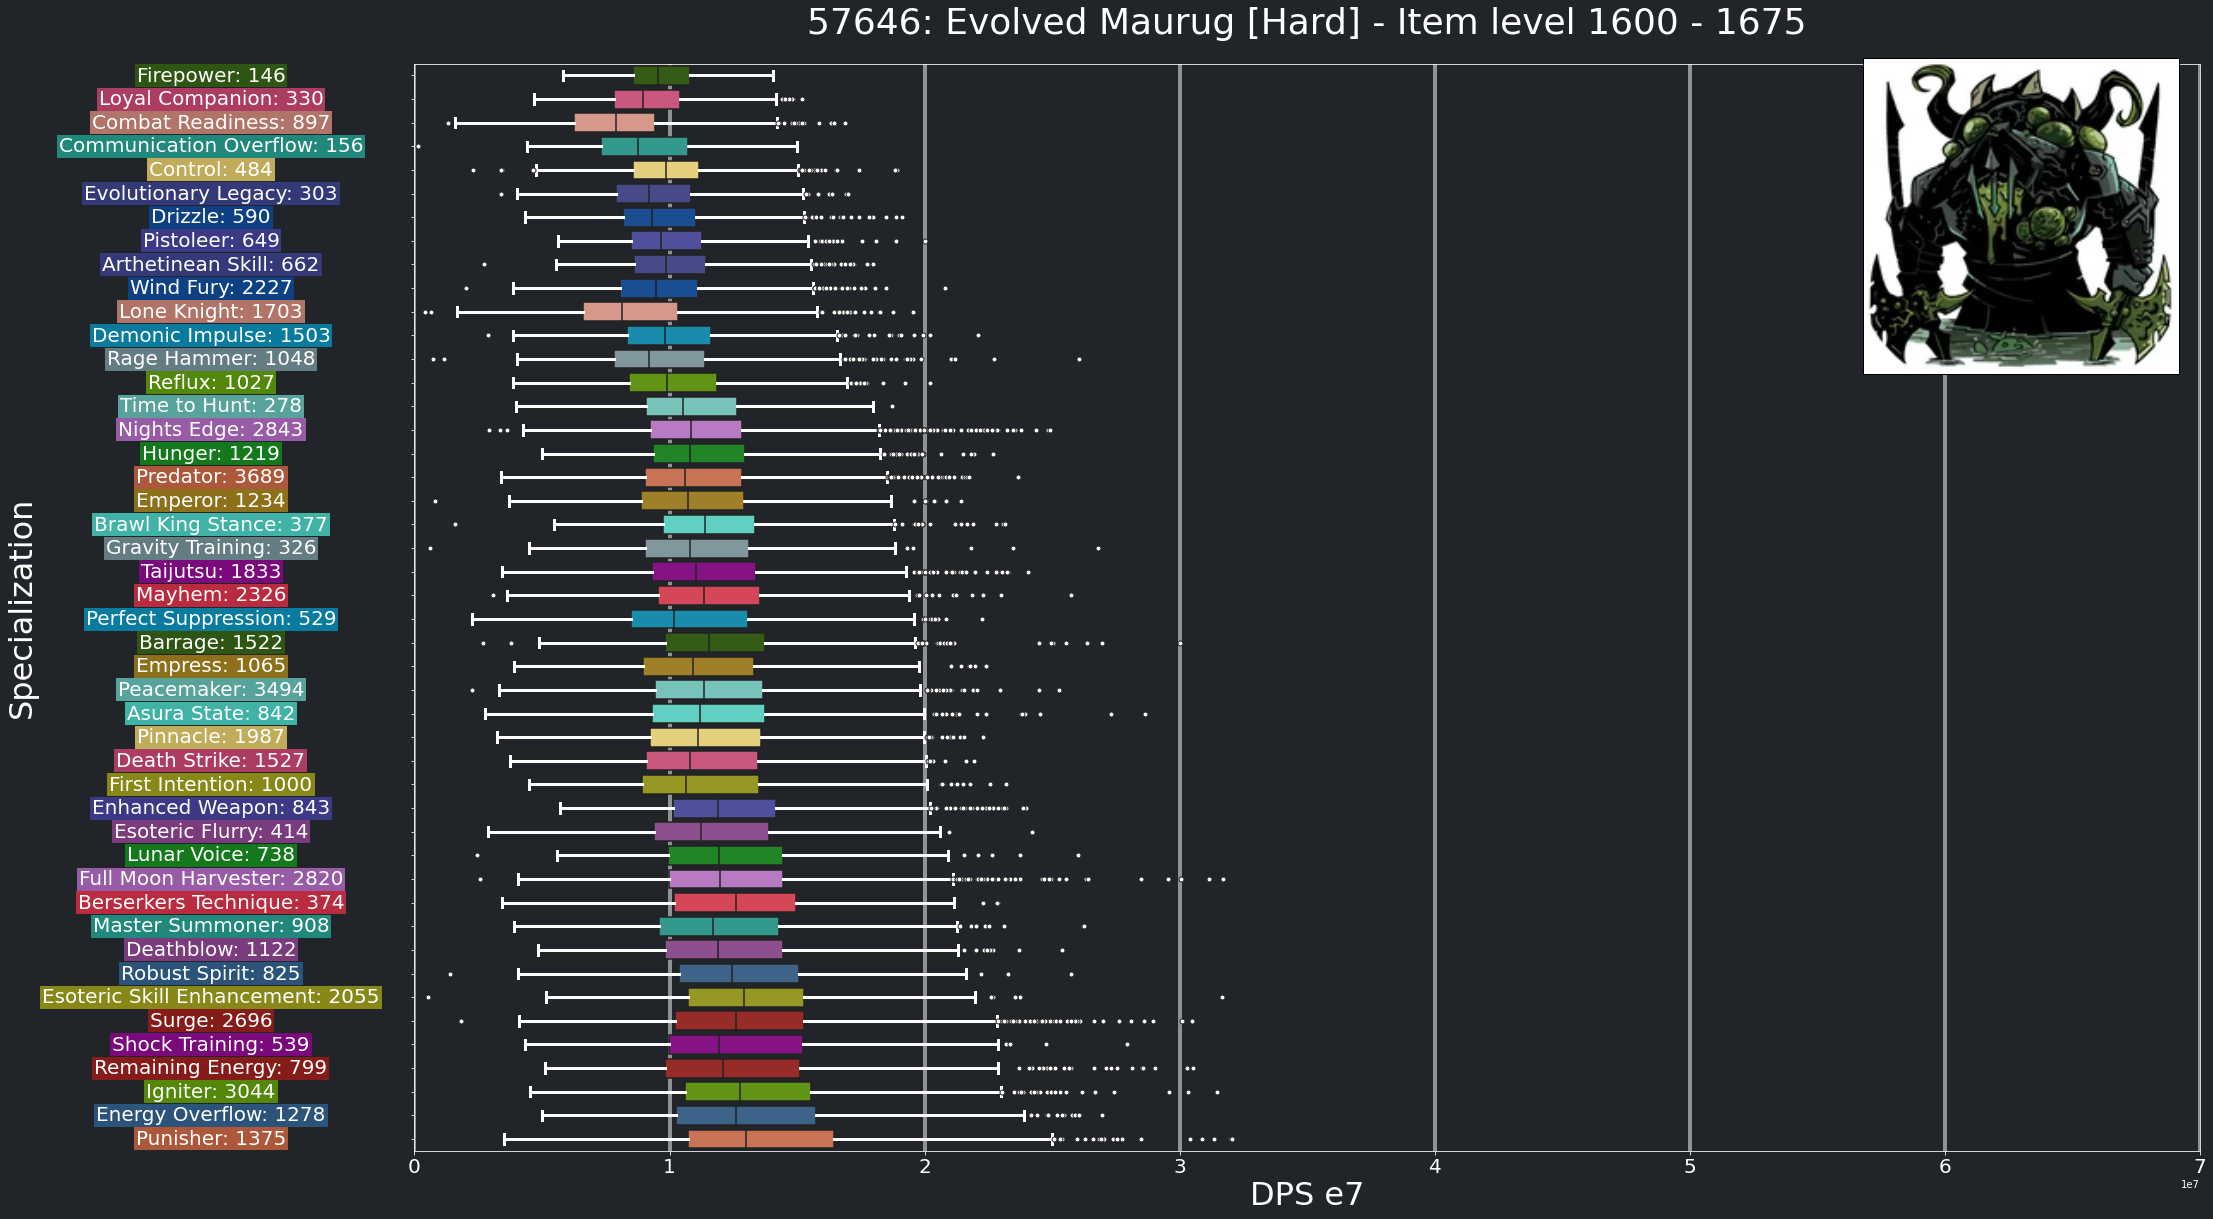 57646: Evolved Maurug [Hard] - Item level 1600 - 1675
Specialization
Firepower: 146
Loyal Companion: 330
Combat Readiness: 897
Communication Overflow: 156
Control: 484
Evolutionary Legacy: 303
Drizzle: 590
Pistoleer: 649
Arthetinean Skill: 662
Wind Fury: 2227
Lone Knight: 1703
Demonic Impulse: 1503
Rage Hammer: 1048
Reflux: 1027
Time to Hunt: 278
Nights Edge: 2843
Hunger: 1219
Predator: 3689
Emperor: 1234
Brawl King Stance: 377
Gravity Training: 326
Taijutsu: 1833
Mayhem: 2326
Perfect Suppression: 529
Barrage: 1522
Empress: 1065
Peacemaker: 3494
Asura State: 842
Pinnacle: 1987
Death Strike: 1527
First Intention: 1000
Enhanced Weapon: 843
Esoteric Flurry: 414
Lunar Voice: 738
Full Moon Harvester: 2820
Berserkers Technique: 374
Master Summoner: 908
Deathblow: 1122
Robust Spirit: 825
Esoteric Skill Enhancement: 2055
Surge: 2696
Shock Training: 539
Remaining Energy: 799
Igniter: 3044
Energy Overflow: 1278
Punisher: 1375
0 1 2 3 4 5 6 7
1e7
DPS e7